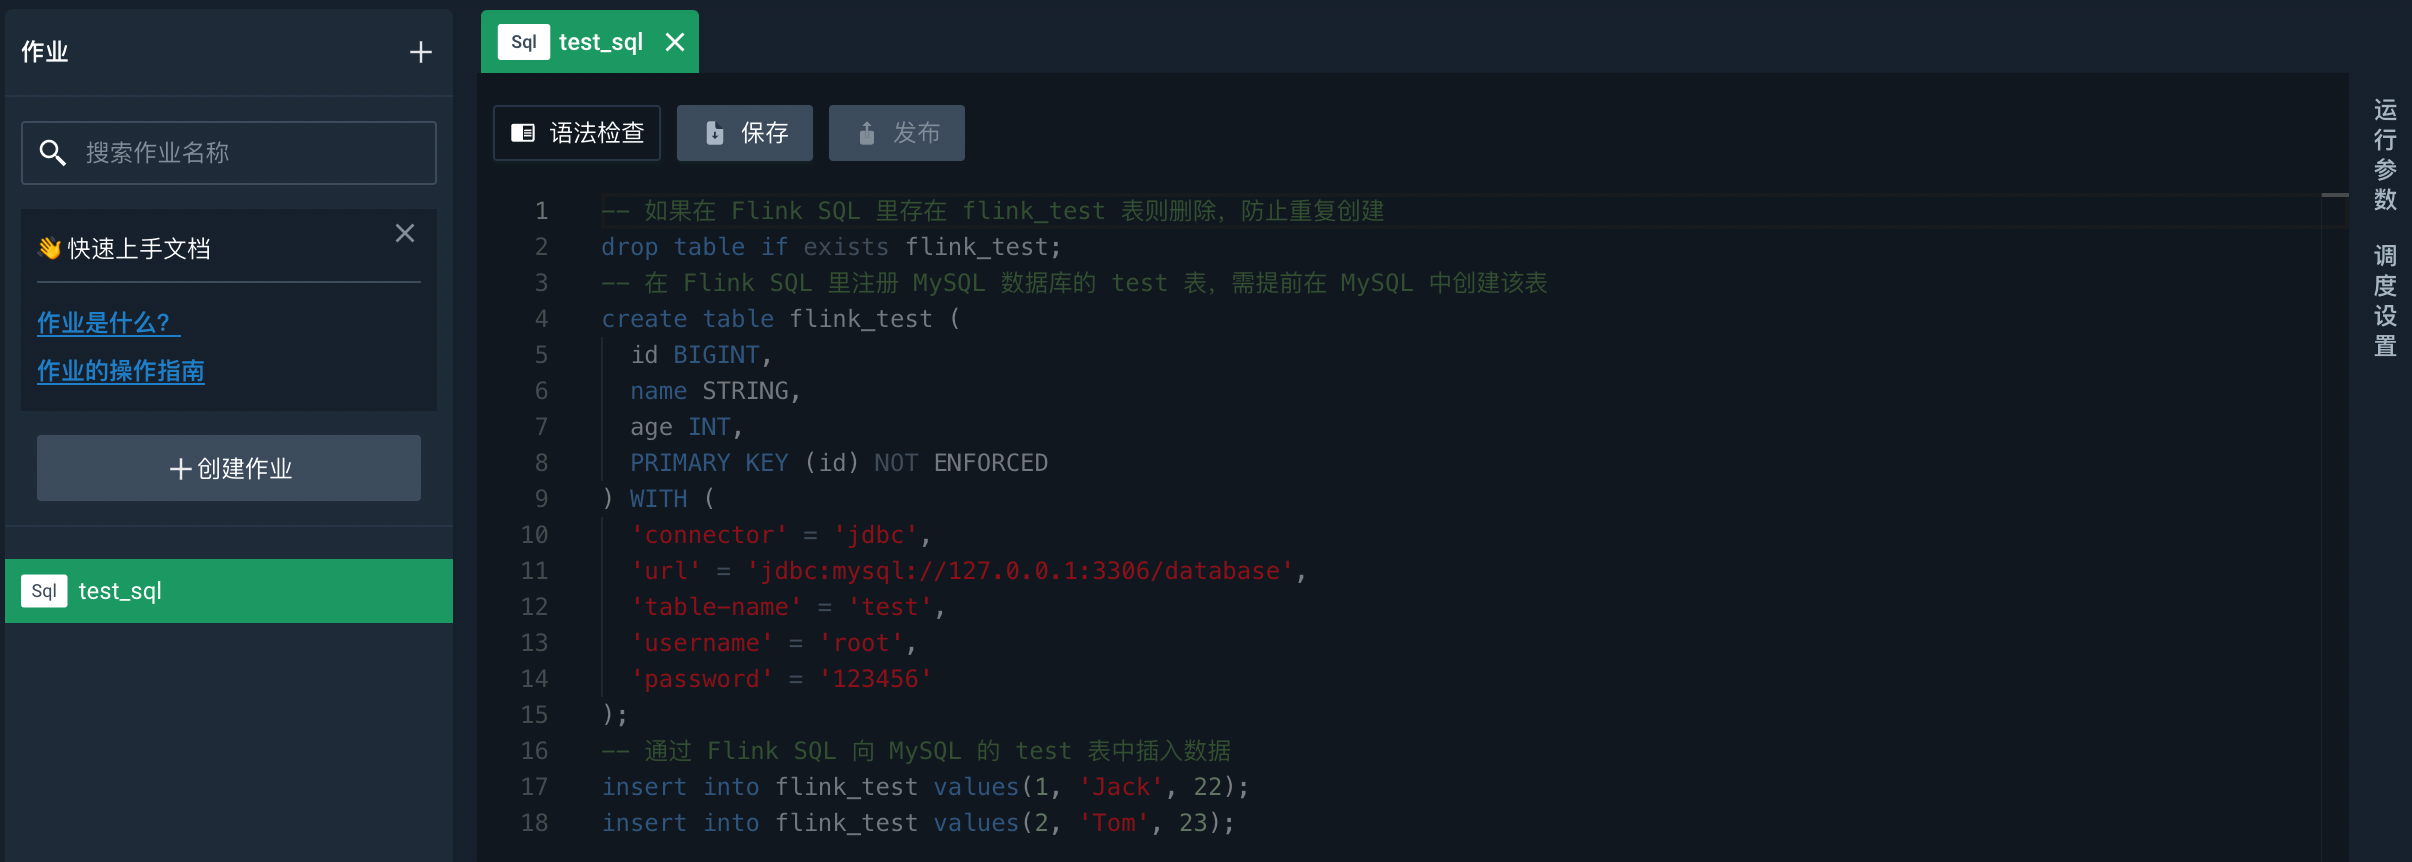 作业
搜索作业名称
👋快速上手文档
作业是什么?
作业的操作指南
创建作业
Sql test_sql
Sql test_sql
语法检查 保存 发布
1 -- 如果在 Flink SQL 里存在 flink_test 表则删除，防止重复创建
2 drop table if exists flink_test;
3 -- 在 Flink SQL 里注册 MySQL 数据库的 test 表，需提前在 MySQL 中创建该表
4 create table flink_test (
5 id BIGINT,
6 name STRING,
7 age INT,
8 PRIMARY KEY (id) NOT ENFORCED
9 ) WITH (
10 'connector' = 'jdbc',
11 'url' = 'jdbc:mysql://127.0.0.1:3306/database',
12 'table-name' = 'test',
13 'username' = 'root',
14 'password' = '123456'
15 );
16 -- 通过 Flink SQL 向 MySQL 的 test 表中插入数据
17 insert into flink_test values(1, 'Jack', 22);
18 insert into flink_test values(2, 'Tom', 23);
运行参数
调度设置